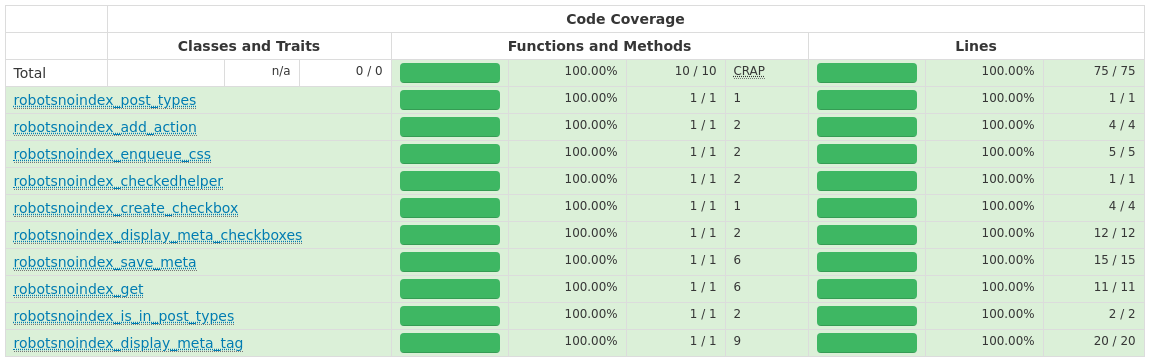 Code Coverage
Classes and Traits Functions and Methods Lines
Total n/a 0 / 0 100.00% 10 / 10 CRAP 100.00% 75 / 75
robotsnoindex_post_types 100.00% 1 / 1 1 100.00% 1 / 1
robotsnoindex_add_action 100.00% 1 / 1 2 100.00% 4 / 4
robotsnoindex_enqueue_css 100.00% 1 / 1 2 100.00% 5 / 5
robotsnoindex_checkedhelper 100.00% 1 / 1 2 100.00% 1 / 1
robotsnoindex_create_checkbox 100.00% 1 / 1 1 100.00% 4 / 4
robotsnoindex_display_meta_checkboxes 100.00% 1 / 1 2 100.00% 12 / 12
robotsnoindex_save_meta 100.00% 1 / 1 6 100.00% 15 / 15
robotsnoindex_get 100.00% 1 / 1 6 100.00% 11 / 11
robotsnoindex_is_in_post_types 100.00% 1 / 1 2 100.00% 2 / 2
robotsnoindex_display_meta_tag 100.00% 1 / 1 9 100.00% 20 / 20